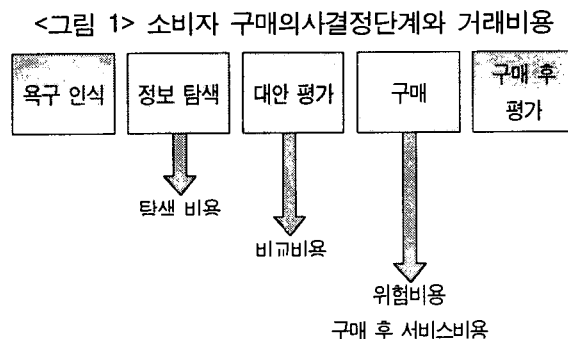 <그림 1> 소비자 구매의사결정단계와 거래비용
욕구 인식
정보 탐색
대안 평가
구매
구매 후
평가
탐색 비용
비교비용
위험비용
구매 후 서비스비용